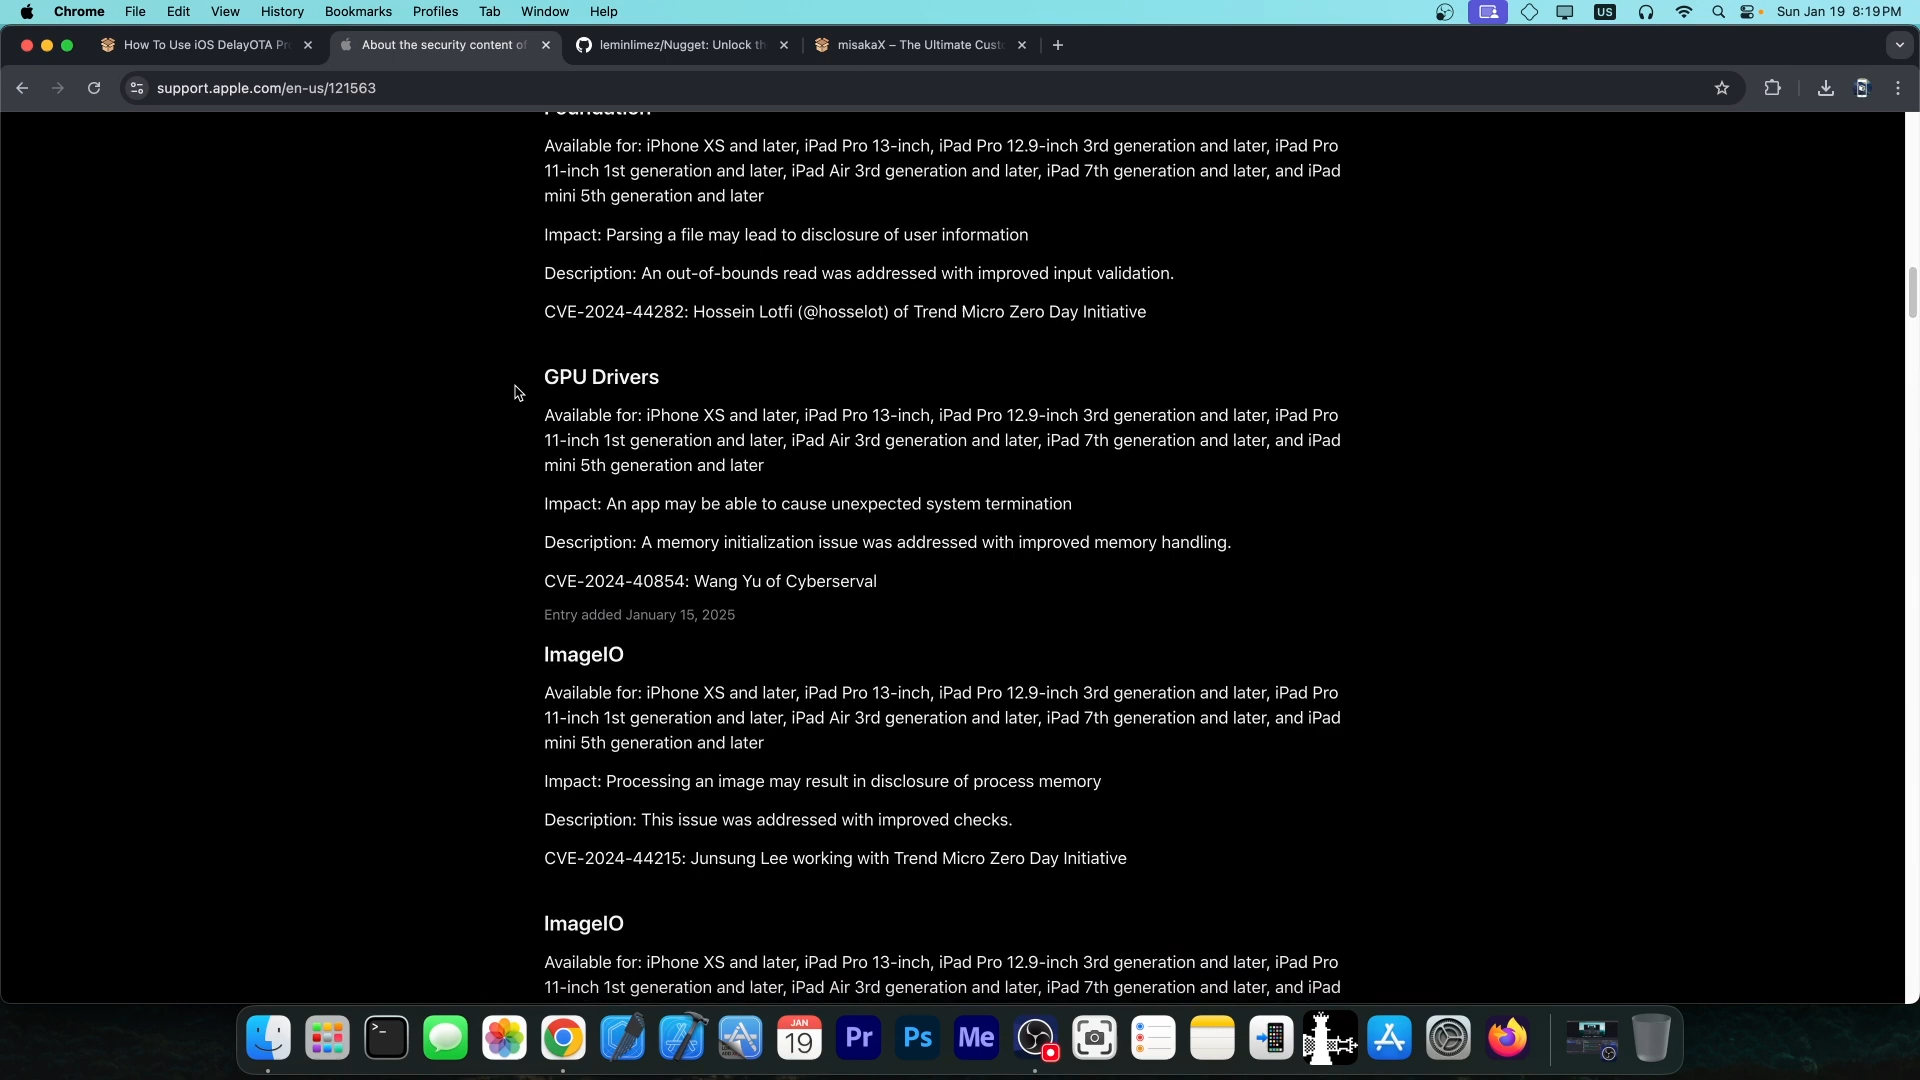 Chrome File Edit View History Bookmarks Profiles Tab Window Help
US
Sun Jan 19 8:19 PM
How To Use iOS DelayOTA Pr
About the security content of
leminlimez/Nugget: Unlock th
misakaX – The Ultimate Cust
support.apple.com/en-us/121563
Foundation
Available for: iPhone XS and later, iPad Pro 13-inch, iPad Pro 12.9-inch 3rd generation and later, iPad Pro
11-inch 1st generation and later, iPad Air 3rd generation and later, iPad 7th generation and later, and iPad
mini 5th generation and later
Impact: Parsing a file may lead to disclosure of user information
Description: An out-of-bounds read was addressed with improved input validation.
CVE-2024-44282: Hossein Lotfi (@hosselot) of Trend Micro Zero Day Initiative
GPU Drivers
Available for: iPhone XS and later, iPad Pro 13-inch, iPad Pro 12.9-inch 3rd generation and later, iPad Pro
11-inch 1st generation and later, iPad Air 3rd generation and later, iPad 7th generation and later, and iPad
mini 5th generation and later
Impact: An app may be able to cause unexpected system termination
Description: A memory initialization issue was addressed with improved memory handling.
CVE-2024-40854: Wang Yu of Cyberserval
Entry added January 15, 2025
ImageIO
Available for: iPhone XS and later, iPad Pro 13-inch, iPad Pro 12.9-inch 3rd generation and later, iPad Pro
11-inch 1st generation and later, iPad Air 3rd generation and later, iPad 7th generation and later, and iPad
mini 5th generation and later
Impact: Processing an image may result in disclosure of process memory
Description: This issue was addressed with improved checks.
CVE-2024-44215: Junsung Lee working with Trend Micro Zero Day Initiative
ImageIO
Available for: iPhone XS and later, iPad Pro 13-inch, iPad Pro 12.9-inch 3rd generation and later, iPad Pro
11-inch 1st generation and later, iPad Air 3rd generation and later, iPad 7th generation and later, and iPad
JAN
19
Pr
Ps
Me